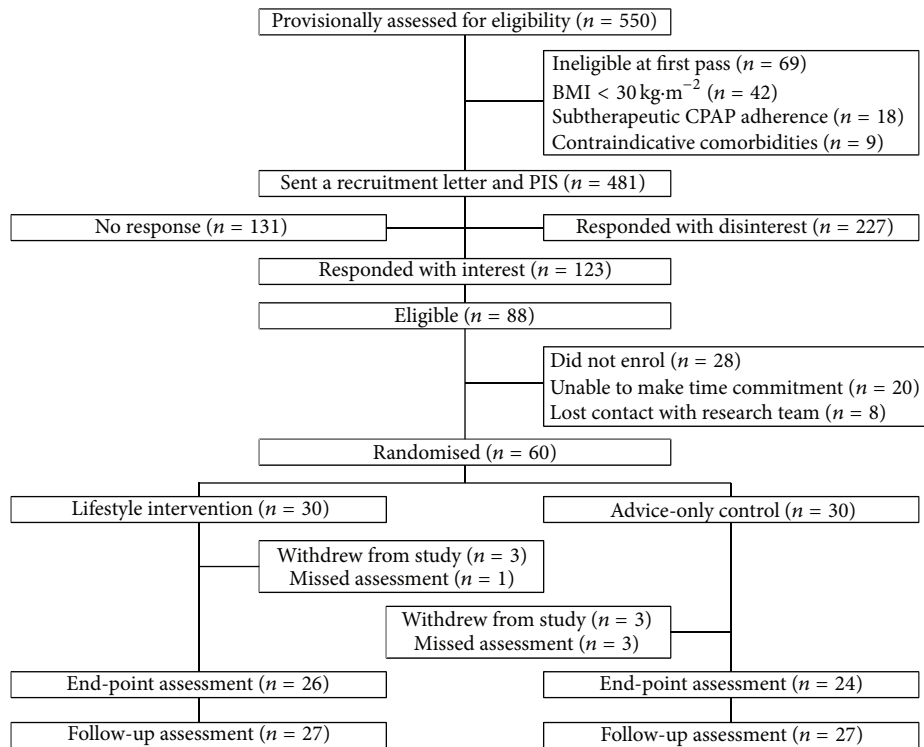 Provisionally assessed for eligibility (n = 550)
Ineligible at first pass (n = 69)
BMI < 30 kg·m⁻² (n = 42)
Subtherapeutic CPAP adherence (n = 18)
Contraindicative comorbidities (n = 9)
Sent a recruitment letter and PIS (n = 481)
No response (n = 131)
Responded with disinterest (n = 227)
Responded with interest (n = 123)
Eligible (n = 88)
Did not enrol (n = 28)
Unable to make time commitment (n = 20)
Lost contact with research team (n = 8)
Randomised (n = 60)
Lifestyle intervention (n = 30)
Advice-only control (n = 30)
Withdrew from study (n = 3)
Missed assessment (n = 1)
Withdrew from study (n = 3)
Missed assessment (n = 3)
End-point assessment (n = 26)
End-point assessment (n = 24)
Follow-up assessment (n = 27)
Follow-up assessment (n = 27)